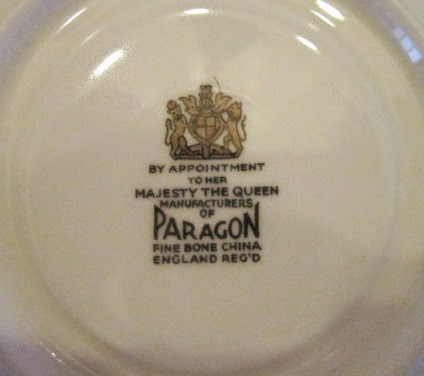 BY APPOINTMENT
TO HER
MAJESTY THE QUEEN
MANUFACTURERS
OF
PARAGON
FINE BONE CHINA
ENGLAND REG'D